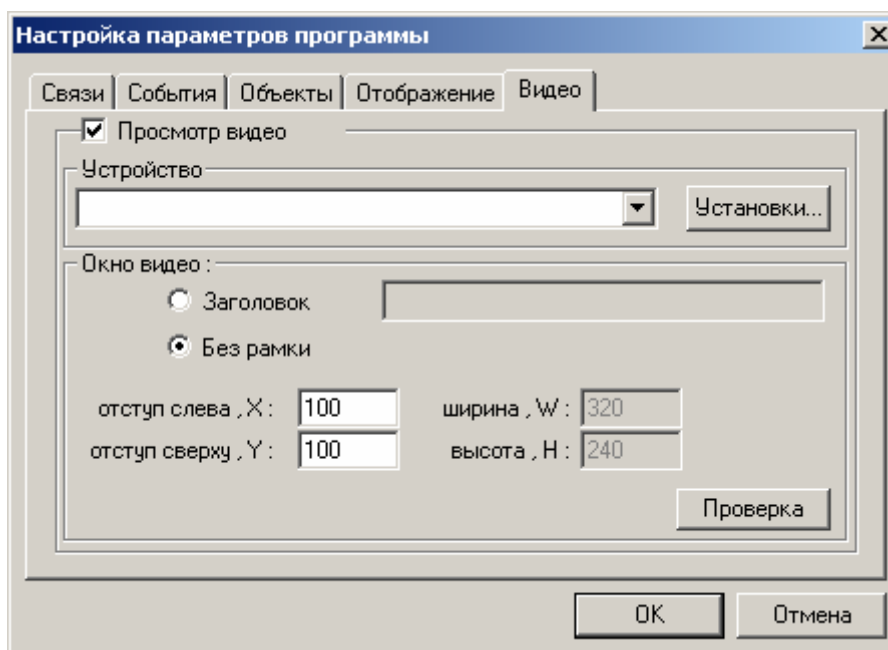 Настройка параметров программы
Связи События Объекты Отображение Видео
Просмотр видео
Устройство
Установки...
Окно видео :
Заголовок
Без рамки
отступ слева , X : 100 ширина , W : 320
отступ сверху , Y : 100 высота , H : 240
Проверка
OK Отмена